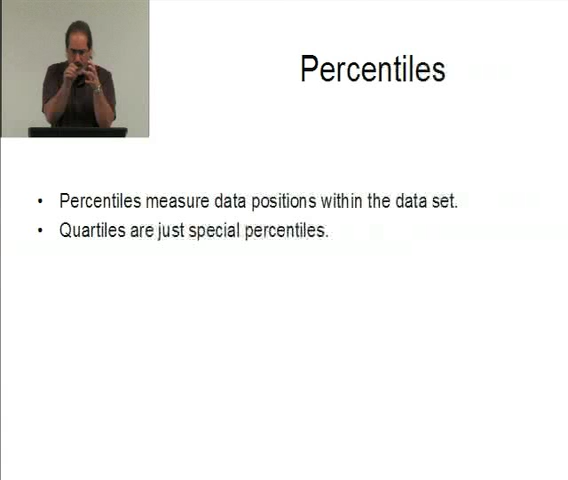 Percentiles
• Percentiles measure data positions within the data set.
• Quartiles are just special percentiles.